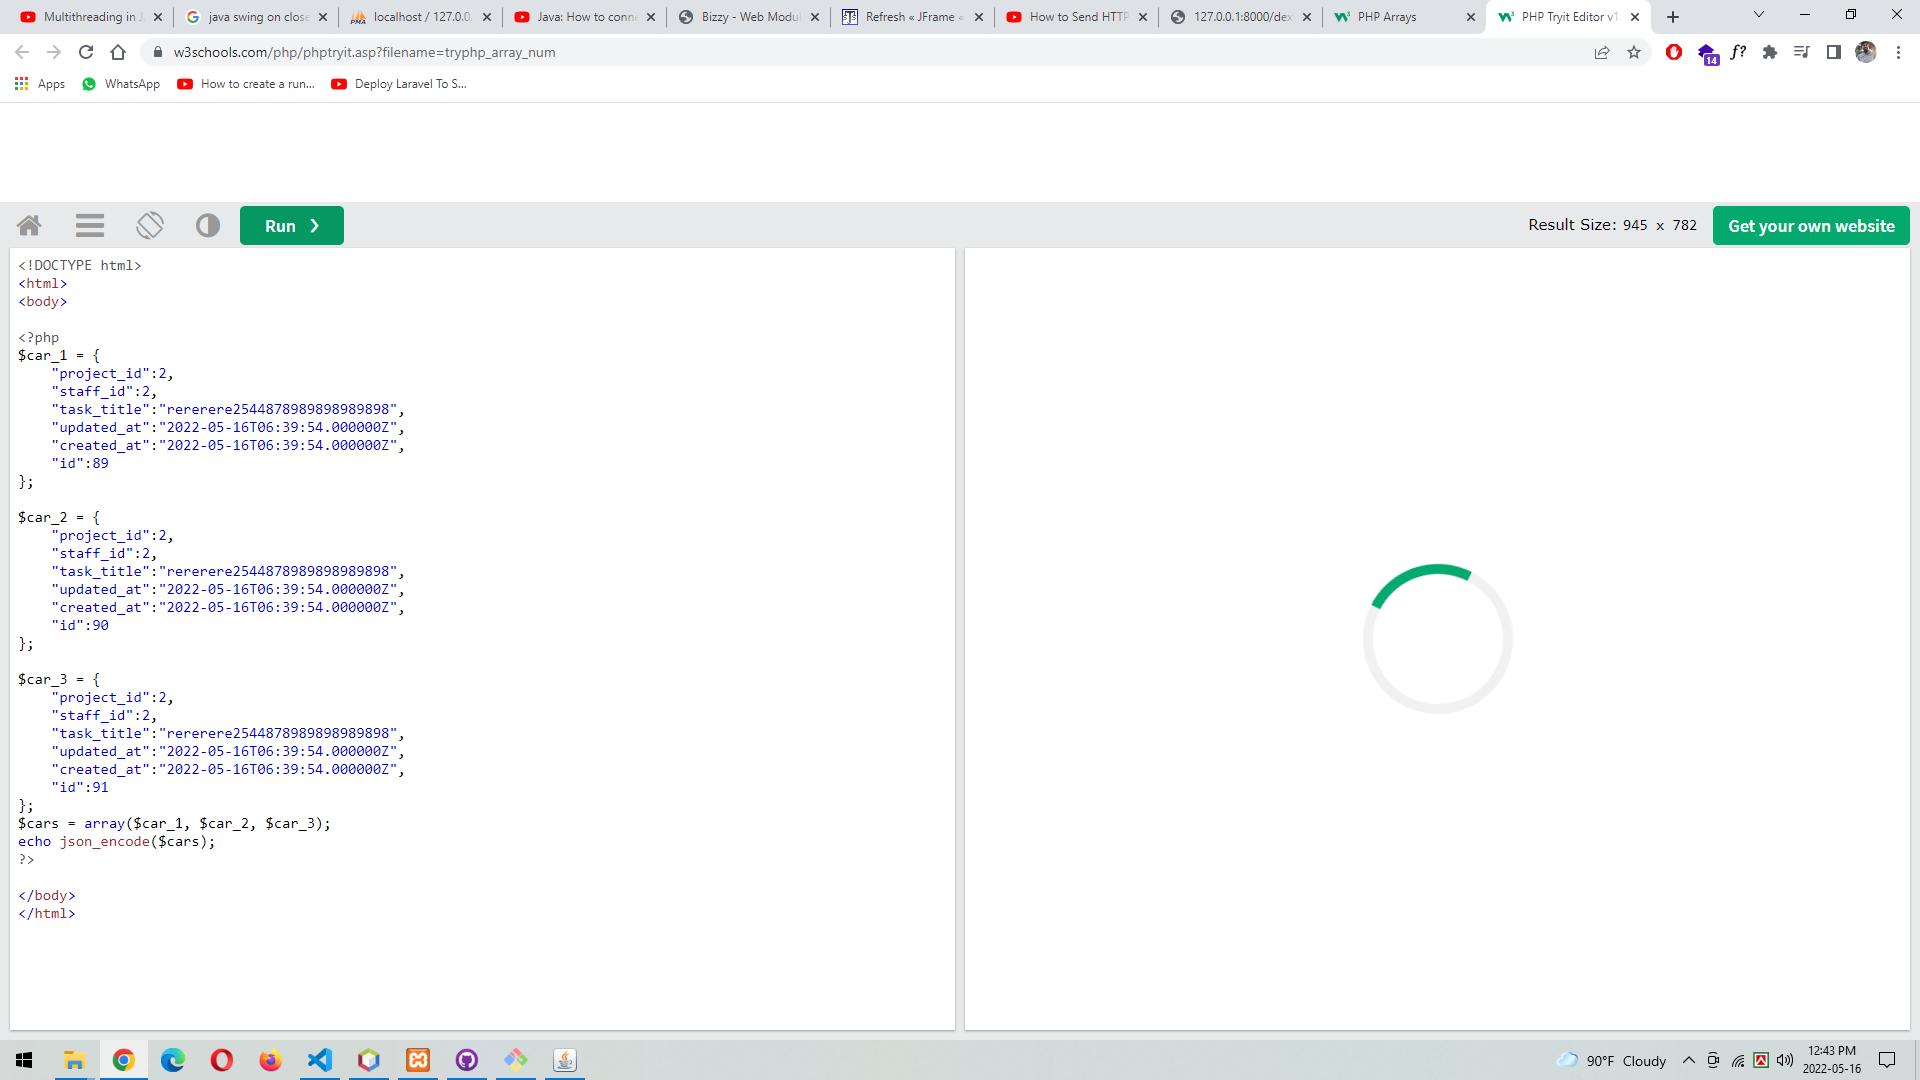 Multithreading in J
java swing on close
localhost / 127.0.0.
Java: How to conne
Bizzy - Web Modul
Refresh « JFrame «
How to Send HTTP
127.0.0.1:8000/dex
PHP Arrays
PHP Tryit Editor v1.
w3schools.com/php/phptryit.asp?filename=tryphp_array_num
14
f?
Apps
WhatsApp
How to create a run...
Deploy Laravel To S...
Run ❯
Result Size: 945 x 782
Get your own website
<!DOCTYPE html>
<html>
<body>
<?php
$car_1 = {
"project_id":2,
"staff_id":2,
"task_title":"rererere2544878989898989898",
"updated_at":"2022-05-16T06:39:54.000000Z",
"created_at":"2022-05-16T06:39:54.000000Z",
"id":89
};
$car_2 = {
"project_id":2,
"staff_id":2,
"task_title":"rererere2544878989898989898",
"updated_at":"2022-05-16T06:39:54.000000Z",
"created_at":"2022-05-16T06:39:54.000000Z",
"id":90
};
$car_3 = {
"project_id":2,
"staff_id":2,
"task_title":"rererere2544878989898989898",
"updated_at":"2022-05-16T06:39:54.000000Z",
"created_at":"2022-05-16T06:39:54.000000Z",
"id":91
};
$cars = array($car_1, $car_2, $car_3);
echo json_encode($cars);
?>
</body>
</html>
90°F Cloudy
12:43 PM
2022-05-16